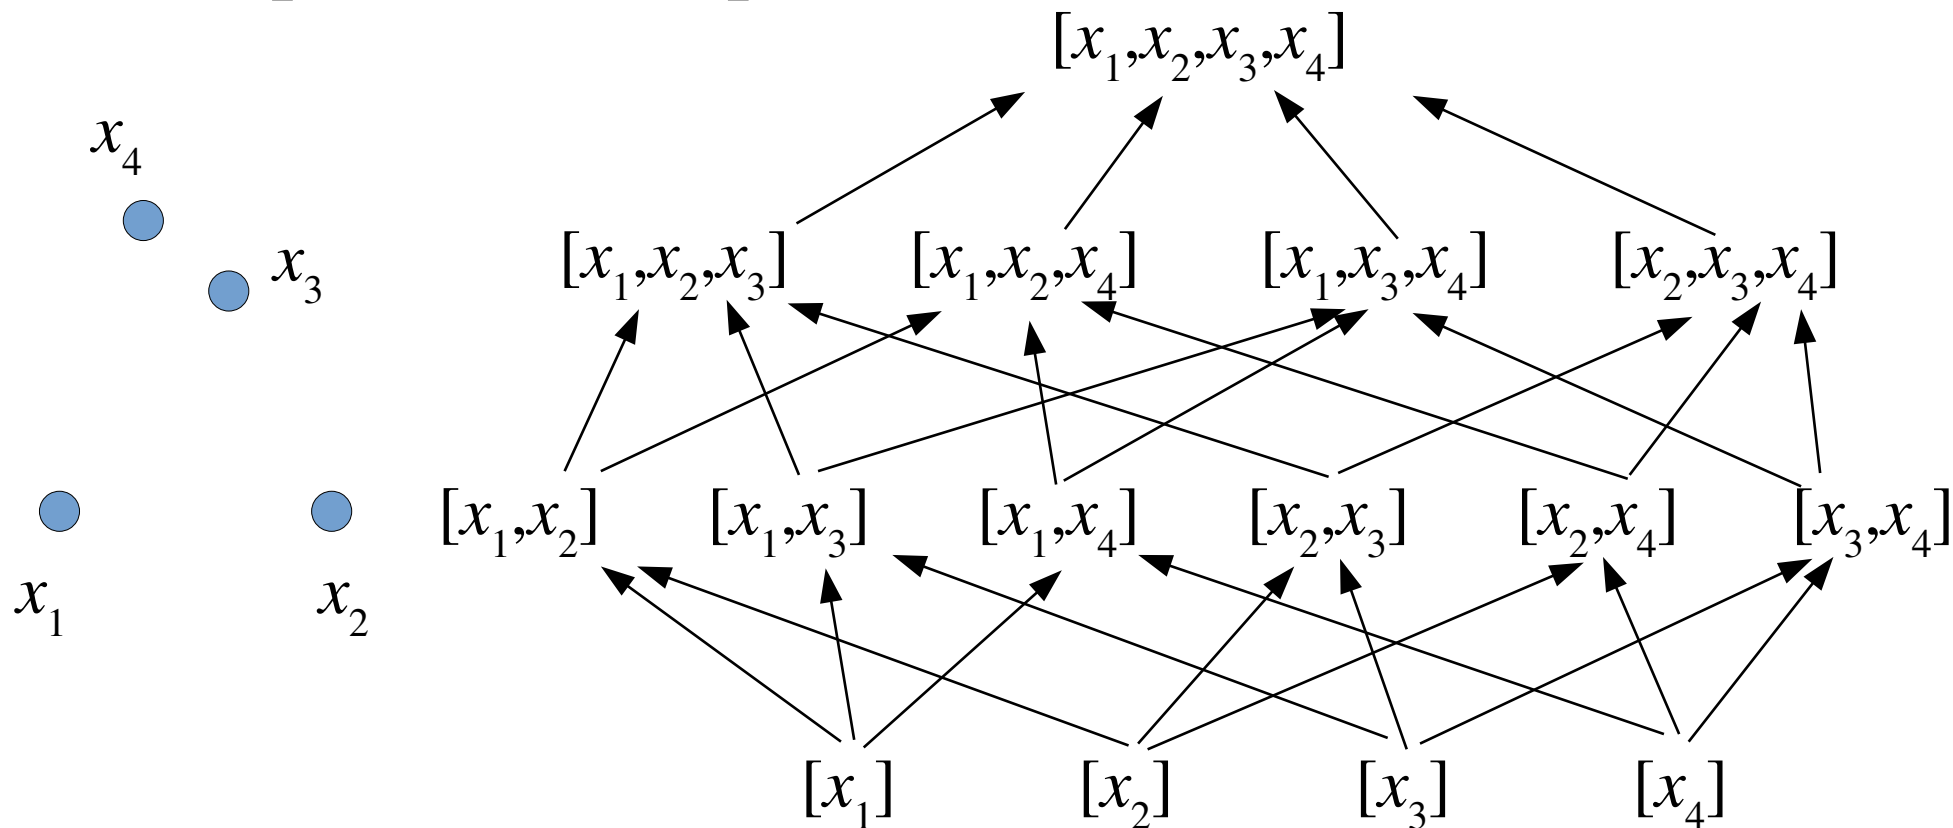 [x₁,x₂,x₃,x₄]
x₄
x₃
[x₁,x₂,x₃] [x₁,x₂,x₄] [x₁,x₃,x₄] [x₂,x₃,x₄]
[x₁,x₂] [x₁,x₃] [x₁,x₄] [x₂,x₃] [x₂,x₄] [x₃,x₄]
x₁ x₂
[x₁] [x₂] [x₃] [x₄]